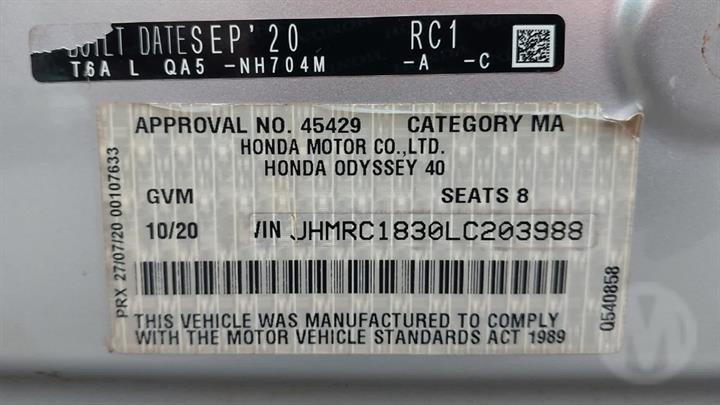 BUILT DATE SEP'20 RC1
T6A L QA5 -NH704M -A -C
APPROVAL NO. 45429 CATEGORY MA
HONDA MOTOR CO.,LTD.
HONDA ODYSSEY 40
GVM SEATS 8
10/20 VIN JHMRC1830LC203988
THIS VEHICLE WAS MANUFACTURED TO COMPLY
WITH THE MOTOR VEHICLE STANDARDS ACT 1989
PRX 27/07/20 00107633
Q540858
M